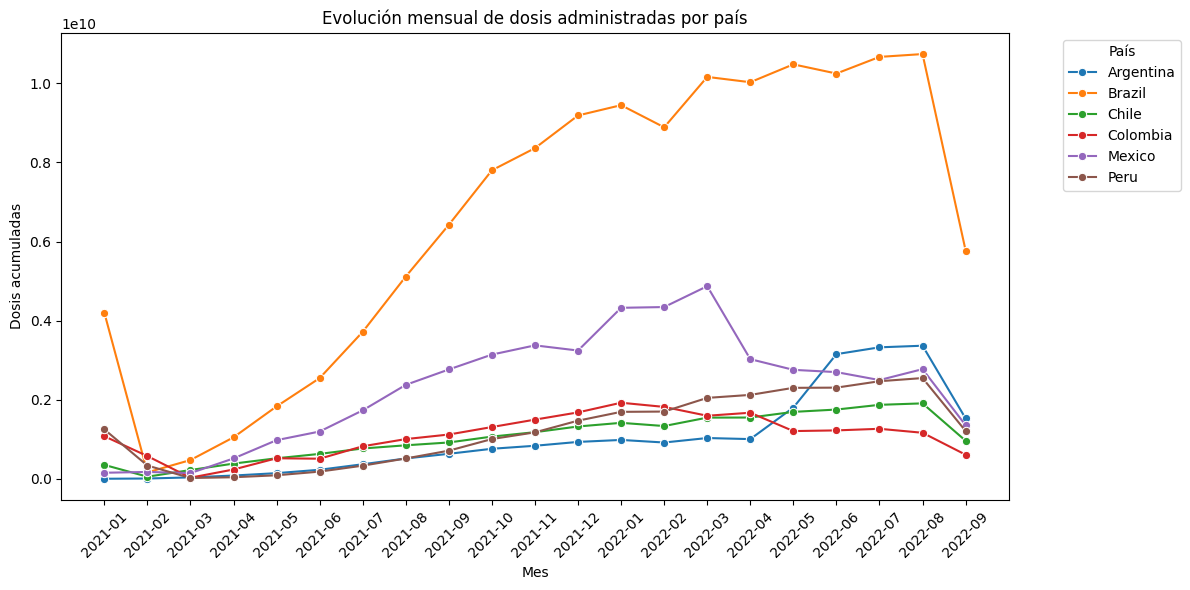 Evolución mensual de dosis administradas por país
1e10
1.0
0.8
0.6
0.4
0.2
0.0
Dosis acumuladas
2021-01
2021-02
2021-03
2021-04
2021-05
2021-06
2021-07
2021-08
2021-09
2021-10
2021-11
2021-12
2022-01
2022-02
2022-03
2022-04
2022-05
2022-06
2022-07
2022-08
2022-09
Mes
País
Argentina
Brazil
Chile
Colombia
Mexico
Peru